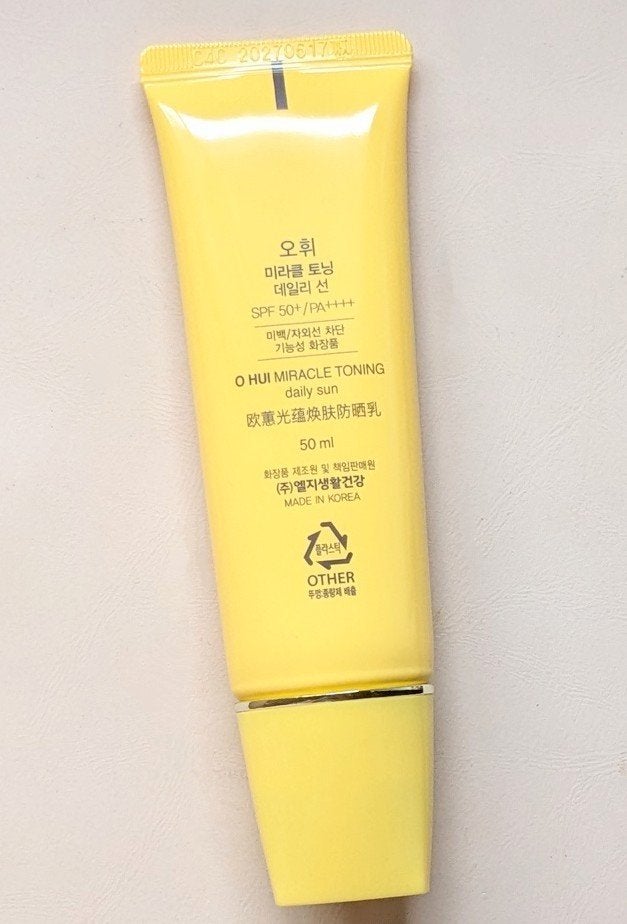 C4C 20270617
오휘
미라클 토닝
데일리 선
SPF 50+/PA++++
미백/자외선 차단
기능성 화장품
O HUI MIRACLE TONING
daily sun
欧蕙光蕴焕肤防晒乳
50 ml
화장품 제조원 및 책임판매원
(주)엘지생활건강
MADE IN KOREA
플라스틱
OTHER
뚜껑:종량제 배출